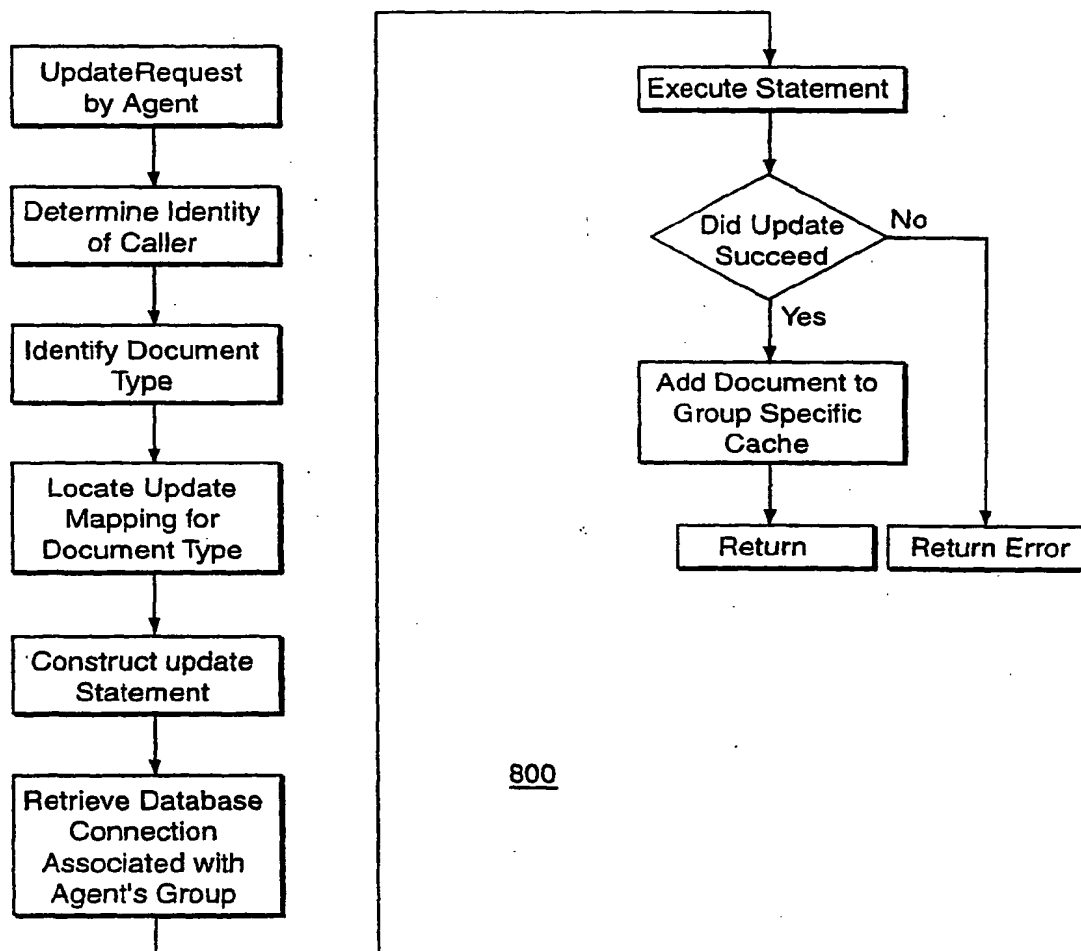 UpdateRequest
by Agent
Determine Identity
of Caller
Identify Document
Type
Locate Update
Mapping for
Document Type
Construct update
Statement
Retrieve Database
Connection
Associated with
Agent's Group
Execute Statement
Did Update
Succeed
No
Yes
Add Document to
Group Specific
Cache
Return
Return Error
800